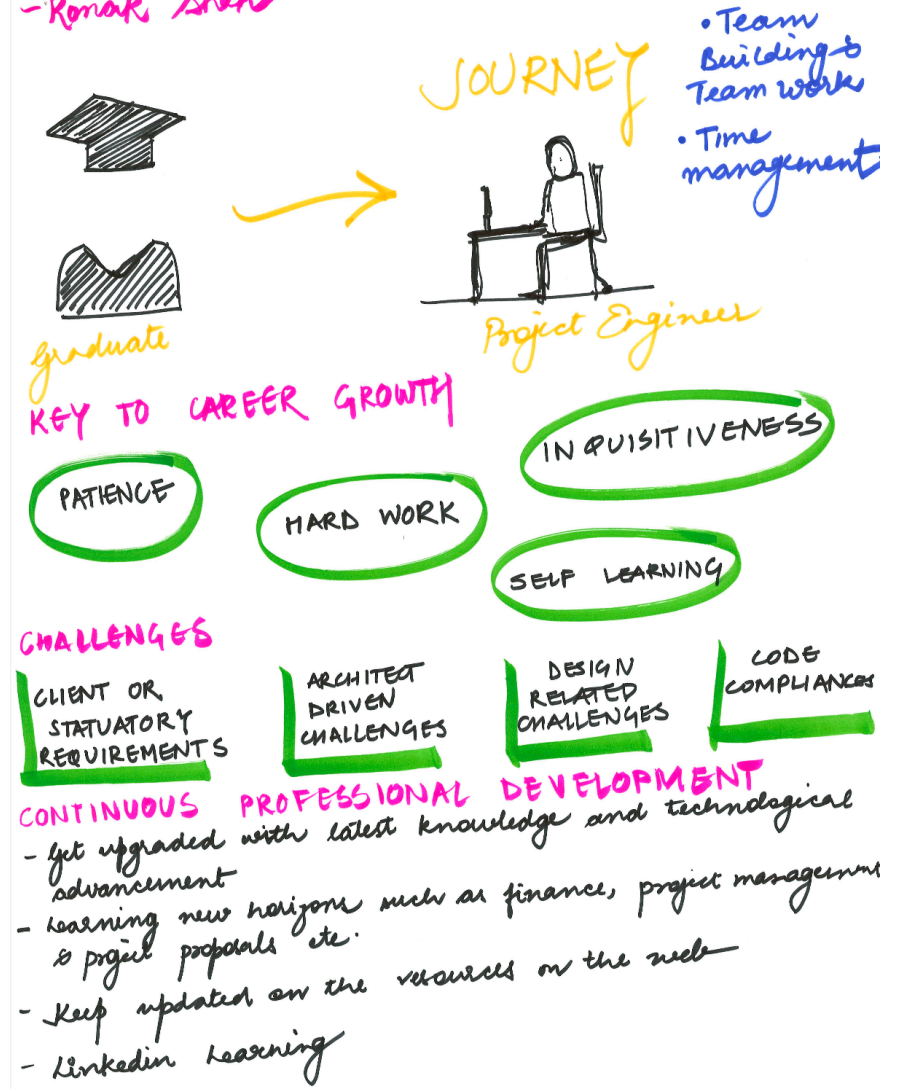 - Ronak
• Team
Building &
Team work
• Time
management
JOURNEY
Graduate
Project Engineer
KEY TO CAREER GROWTH
PATIENCE
HARD WORK
INQUISITIVENESS
SELF LEARNING
CHALLENGES
CLIENT OR
STATUATORY
REQUIREMENTS
ARCHITECT
DRIVEN
CHALLENGES
DESIGN
RELATED
CHALLENGES
CODE
COMPLIANCES
CONTINUOUS PROFESSIONAL DEVELOPMENT
- Get upgraded with latest knowledge and technological
advancement
- Learning new horizons such as finance, project management
& project proposals etc.
- Keep updated on the resources on the web
- Linkedin Learning